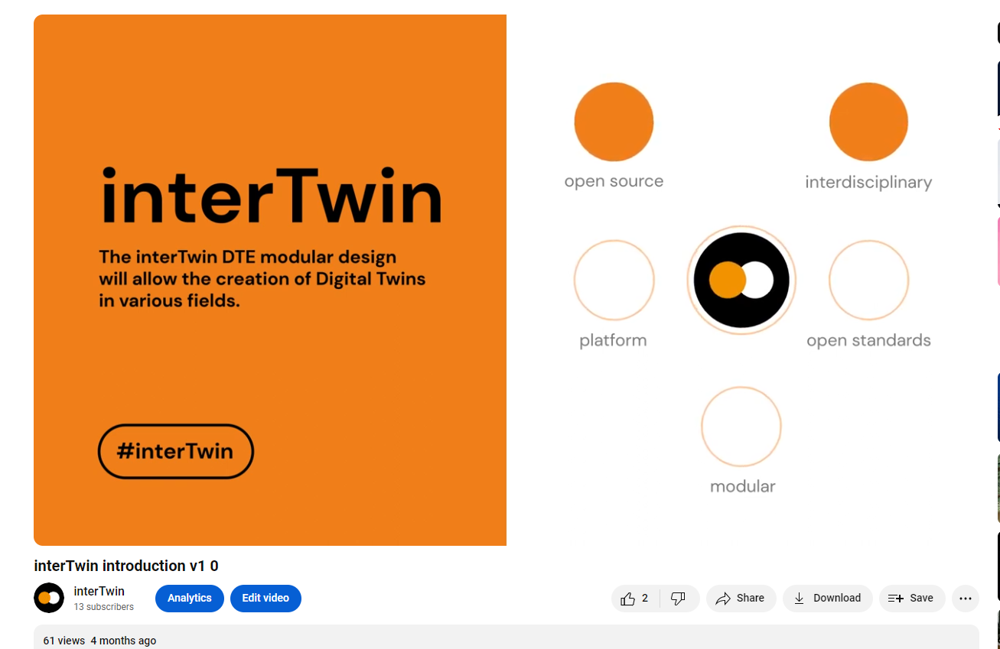 interTwin
The interTwin DTE modular design
will allow the creation of Digital Twins
in various fields.
#interTwin
open source
interdisciplinary
platform
open standards
modular
interTwin introduction v1 0
interTwin
13 subscribers
Analytics
Edit video
2
Share
Download
Save
61 views 4 months ago